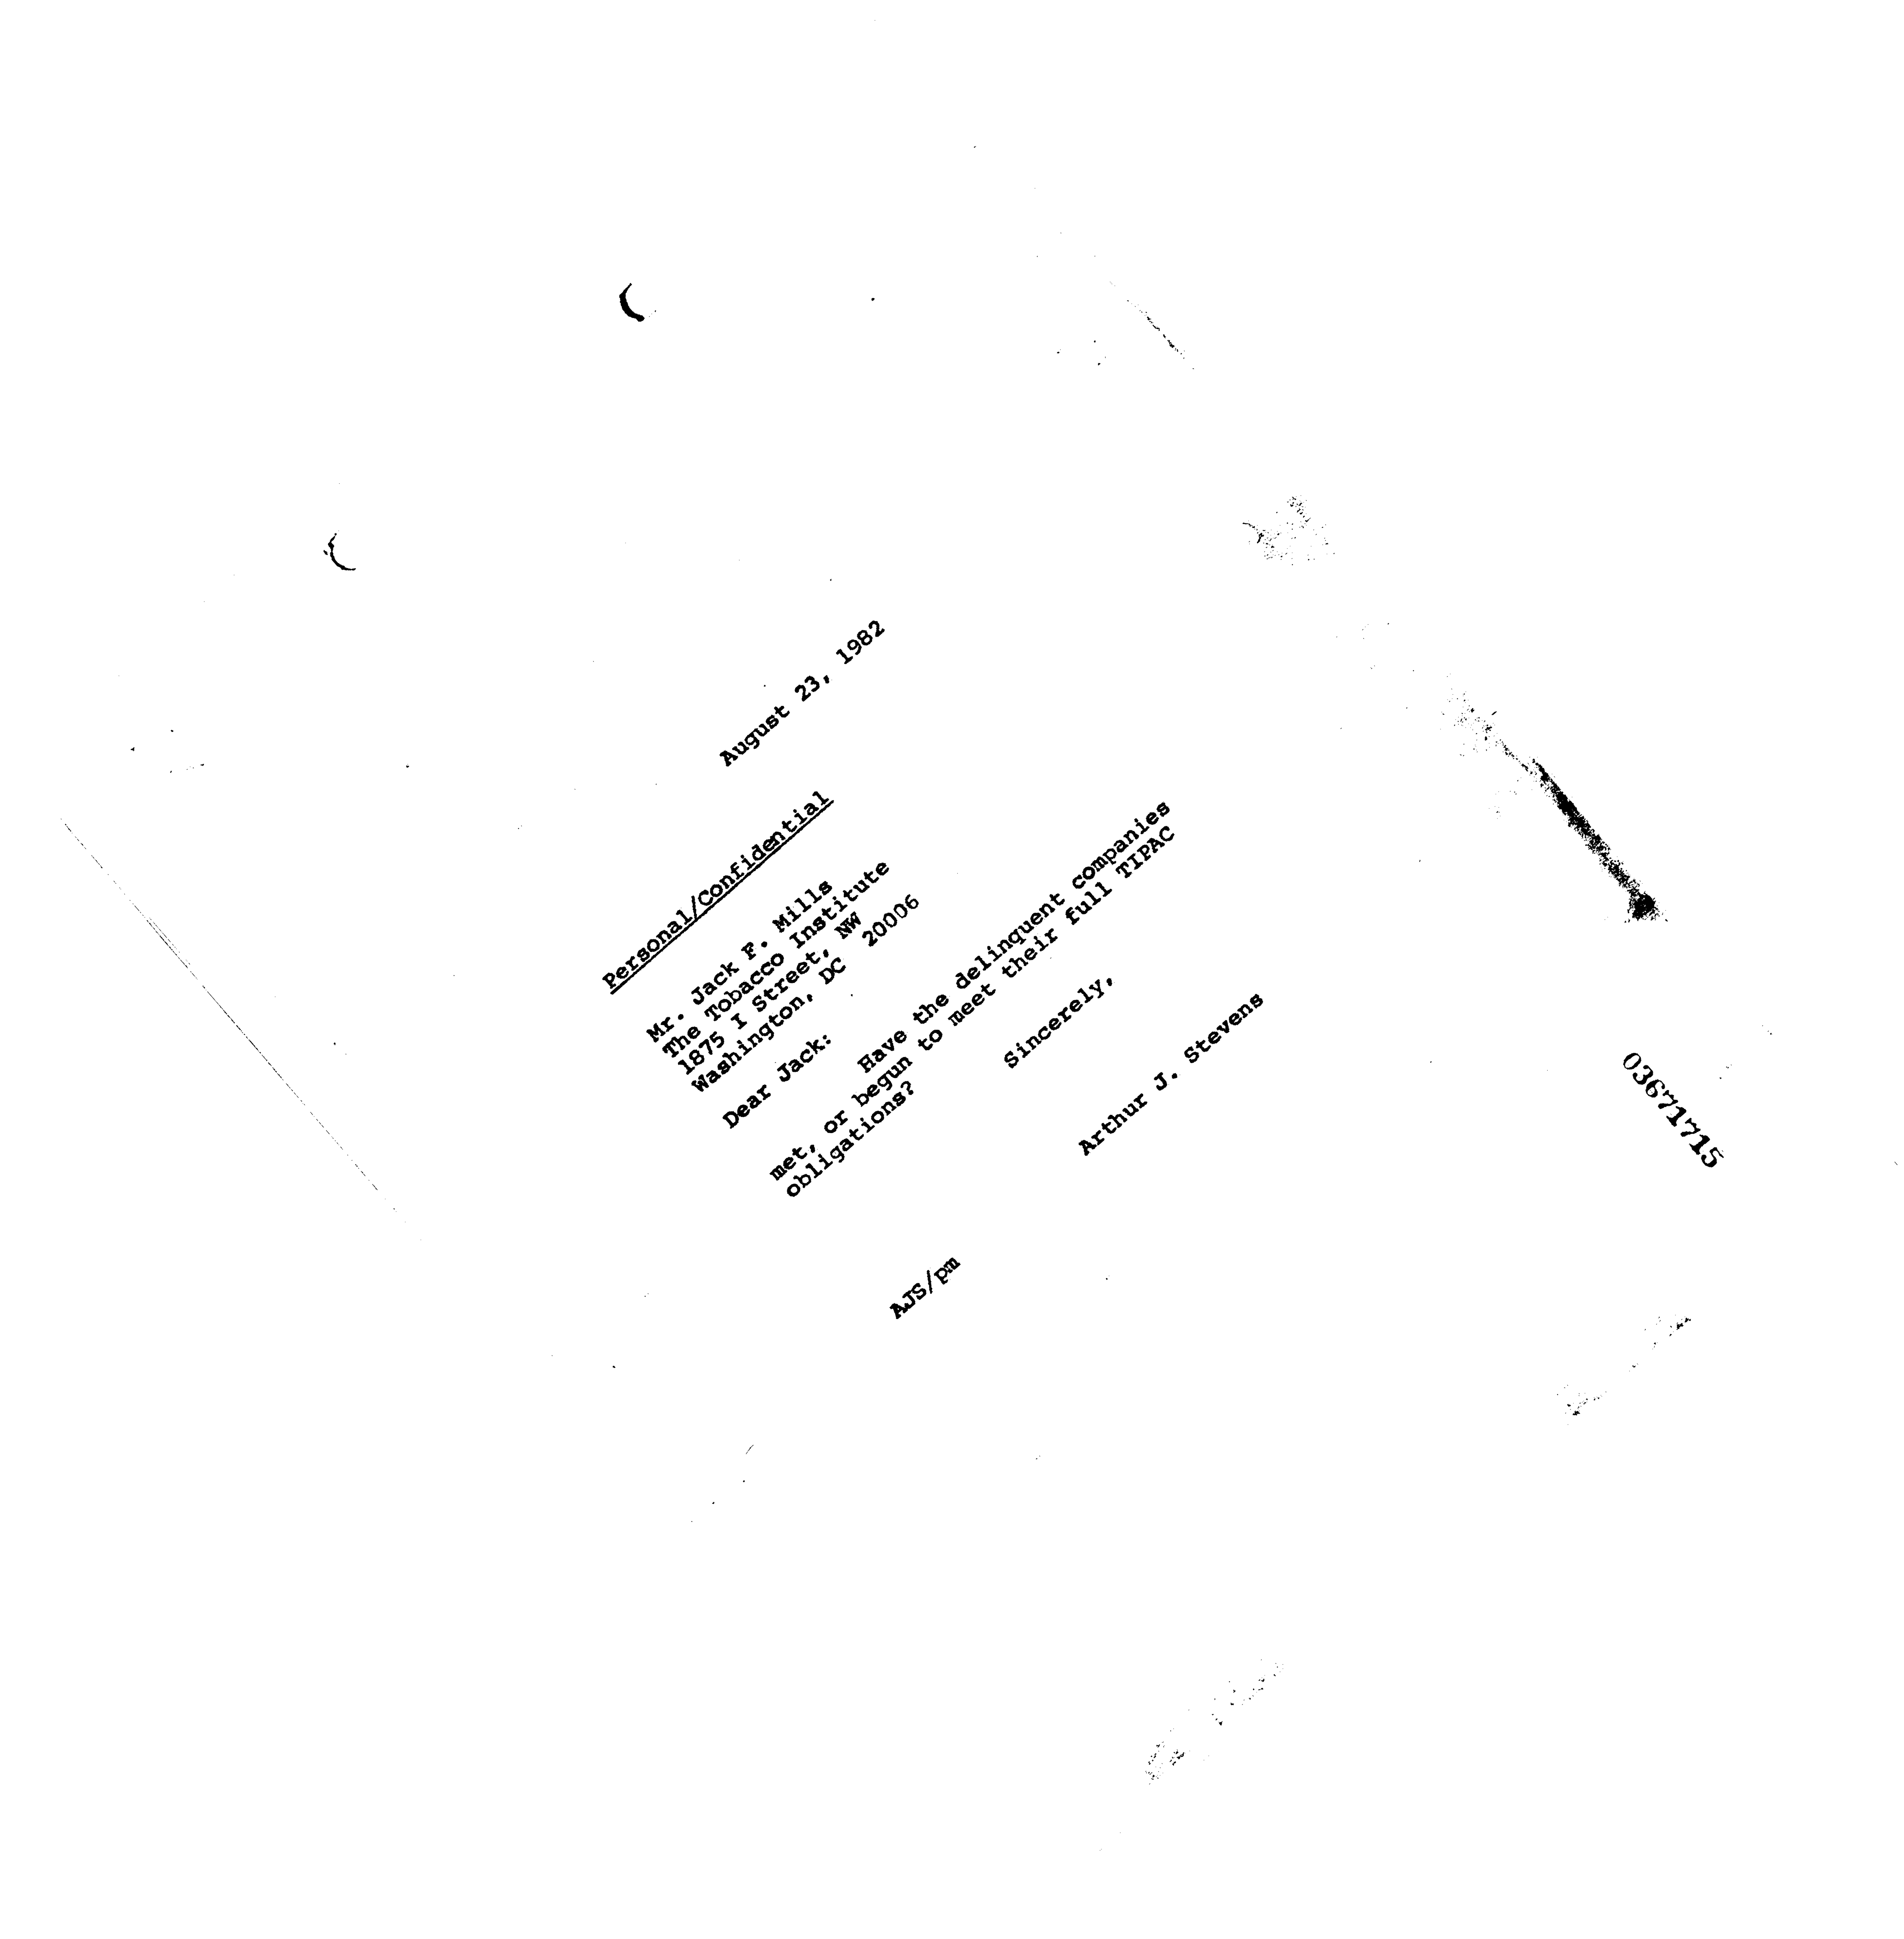 August 23, 1982
Personal/Confidential
Mr. Jack F. Mills
The Tobacco Institute
1875 I Street, NW
Washington, DC 20006
Dear Jack:
Have the delinquent companies
met, or begun to meet their full TIPAC
obligations?
Sincerely,
Arthur J. Stevens
AJS/pm
03671715